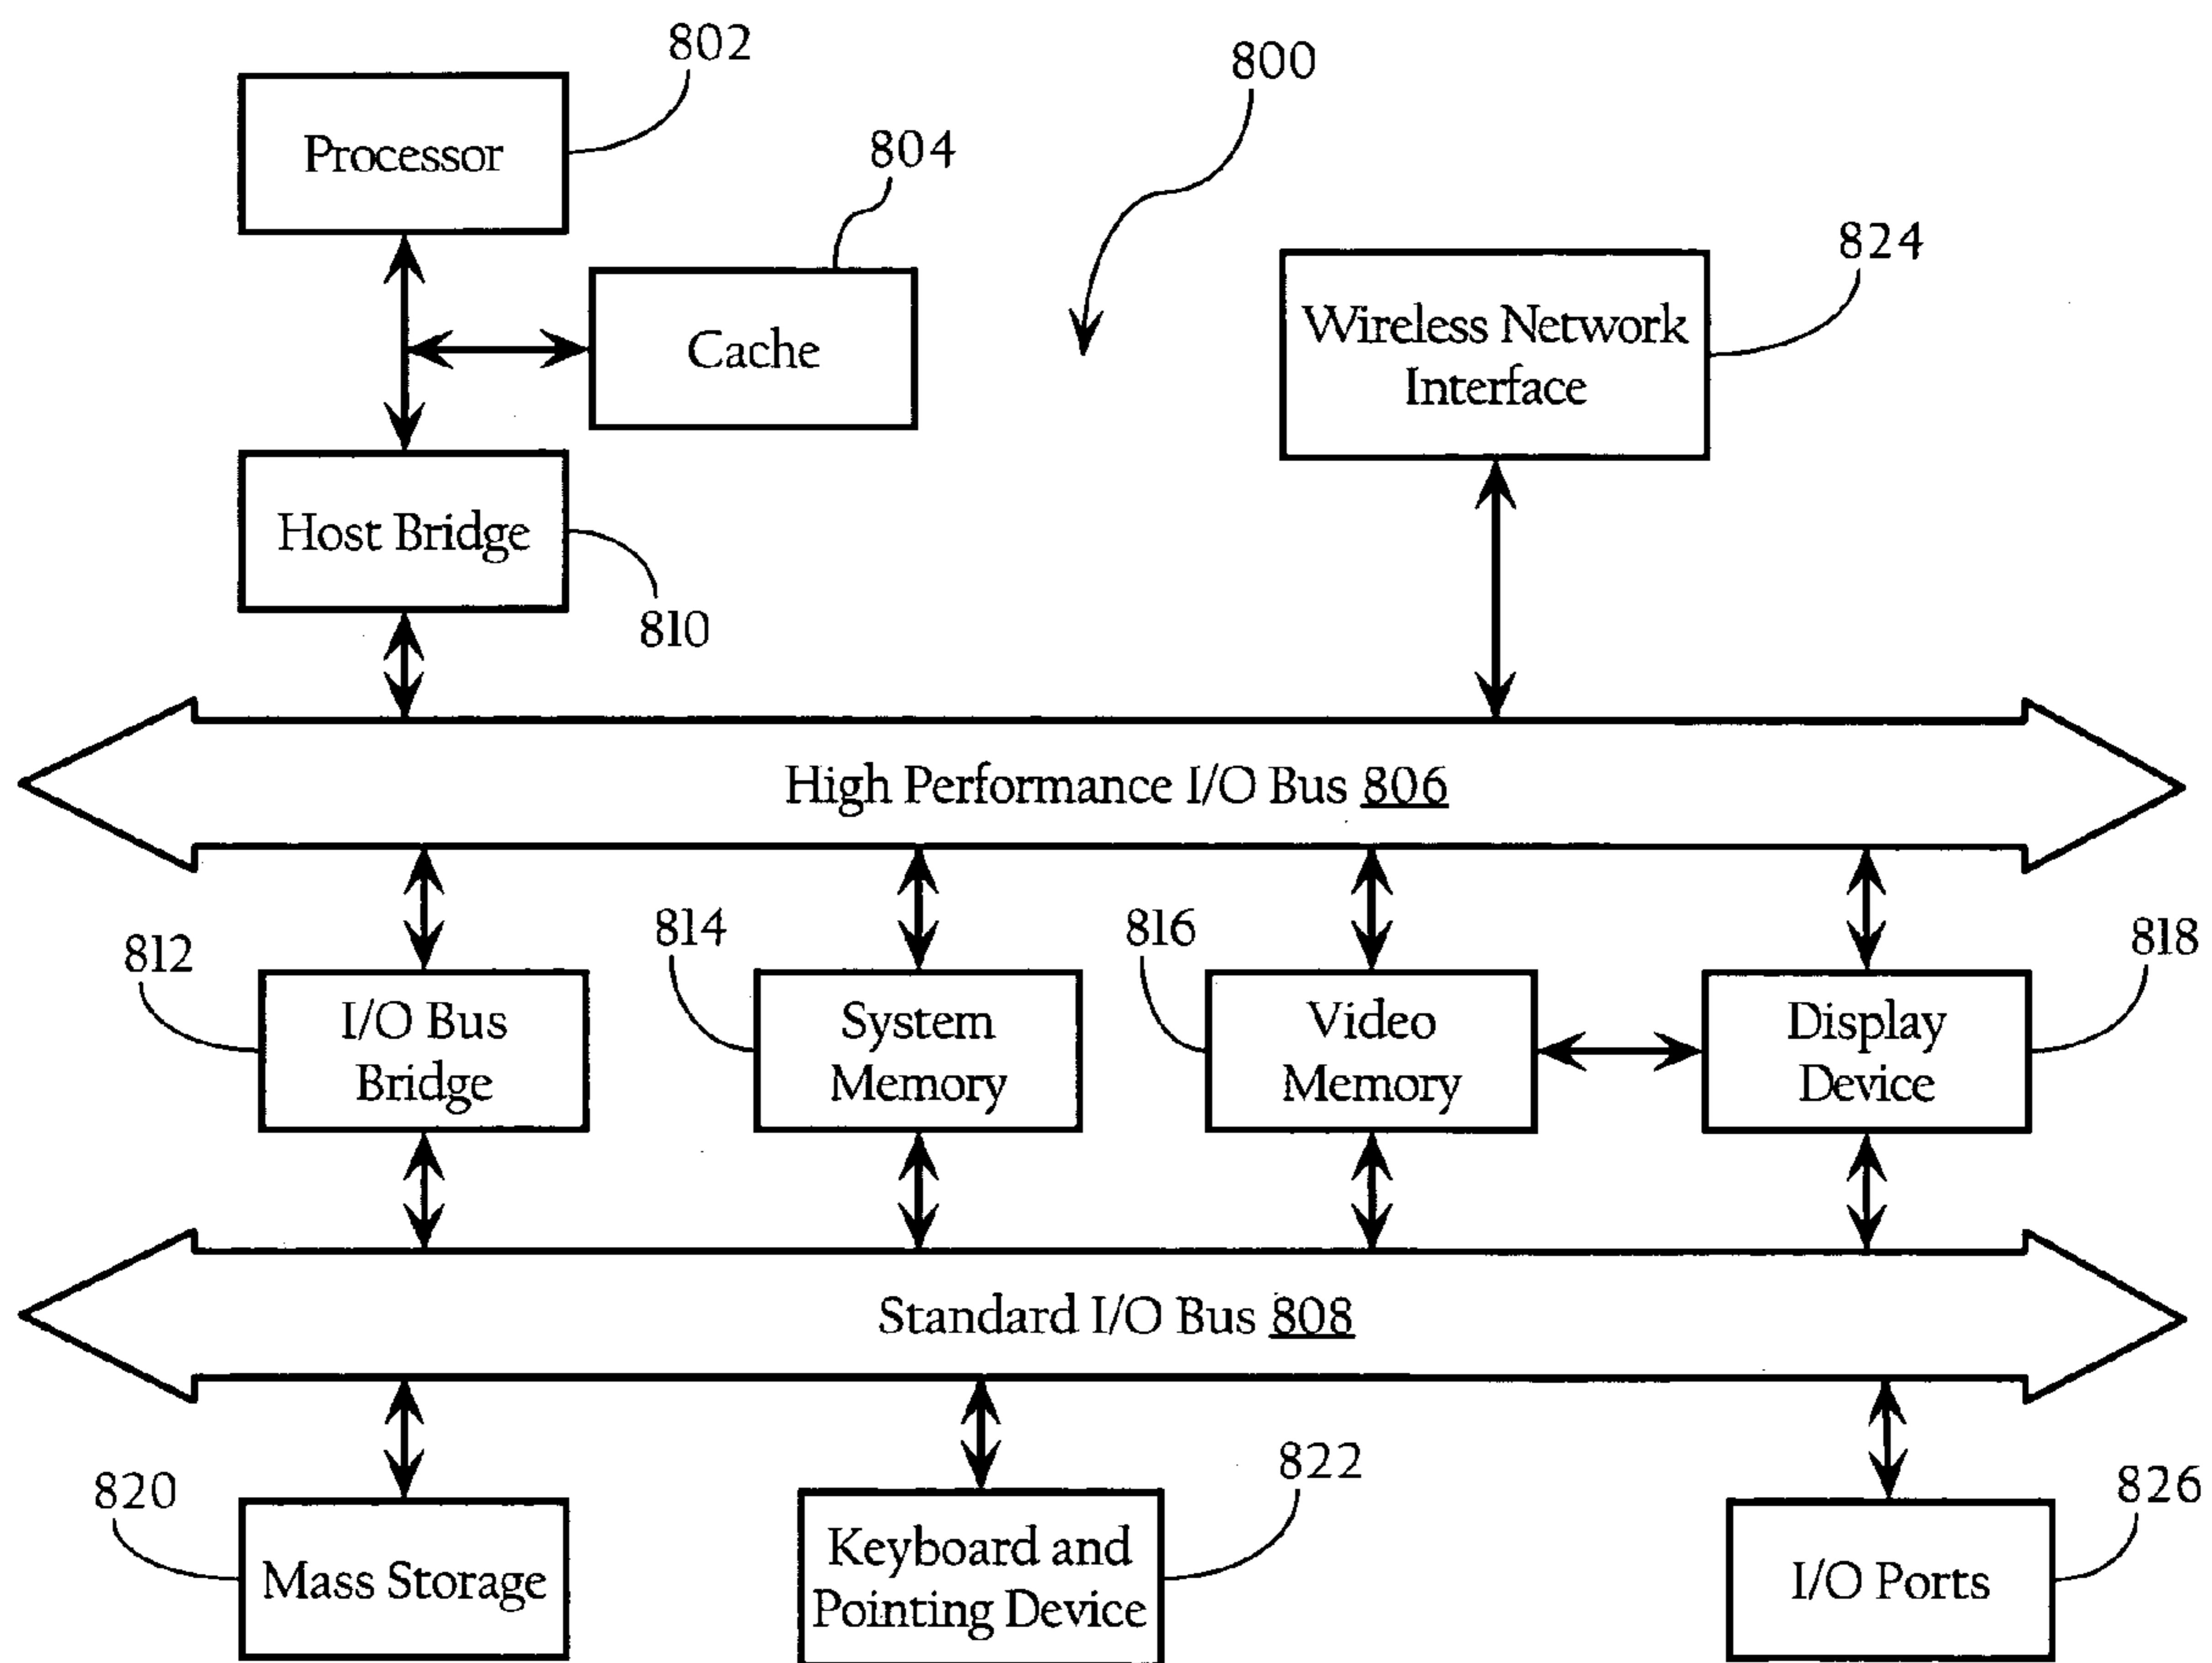 802
800
Processor
804
824
Cache
Wireless Network
Interface
Host Bridge
810
High Performance I/O Bus 806
812
814
816
818
I/O Bus
Bridge
System
Memory
Video
Memory
Display
Device
Standard I/O Bus 808
820
822
826
Mass Storage
Keyboard and
Pointing Device
I/O Ports